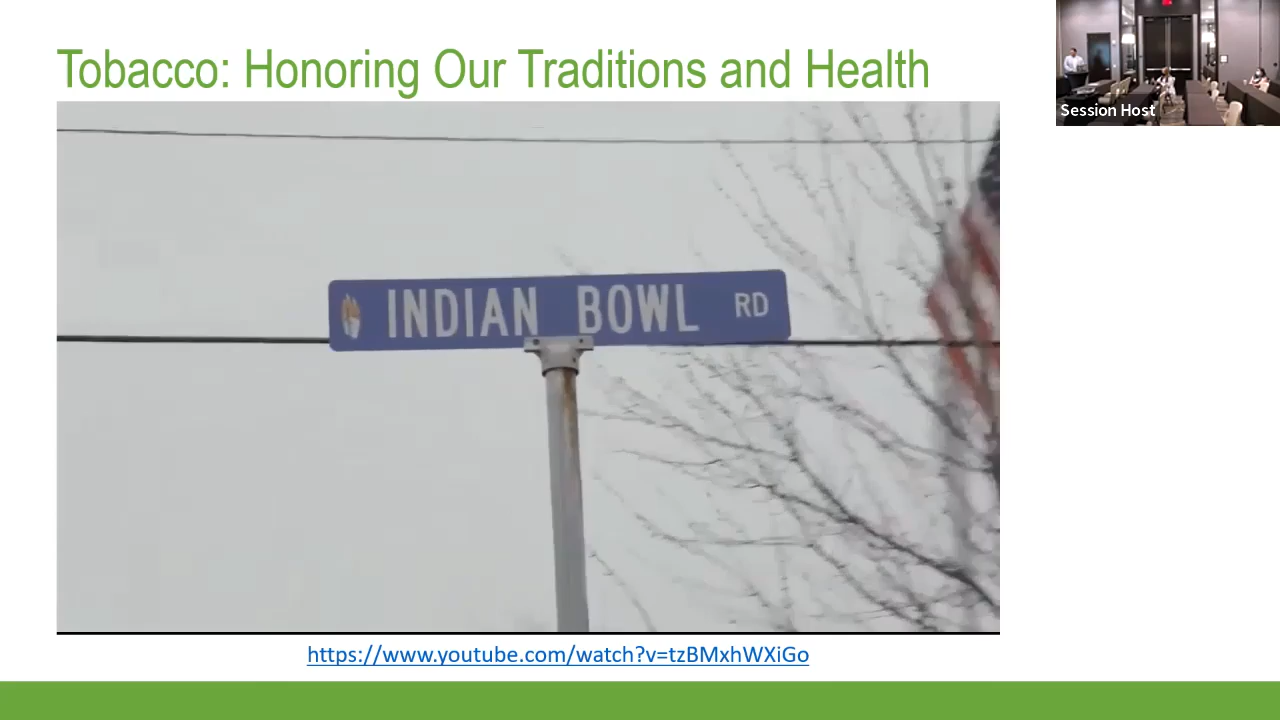 Tobacco: Honoring Our Traditions and Health
Session Host
INDIAN BOWL RD
https://www.youtube.com/watch?v=tzBMxhWXiGo